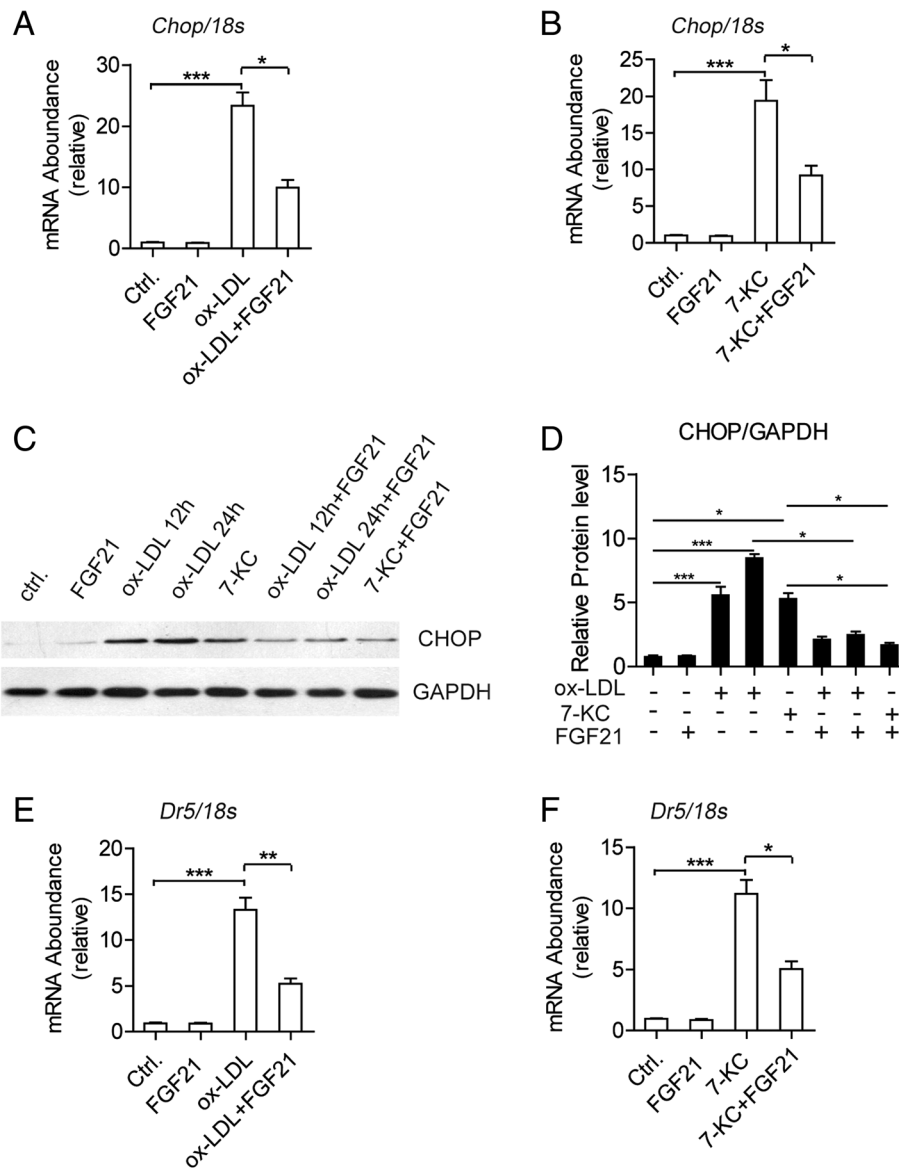 A
Chop/18s
mRNA Aboundance
(relative)
30
20
10
0
***
*
Ctrl.
FGF21
ox-LDL
ox-LDL+FGF21
B
Chop/18s
mRNA Aboundance
(relative)
25
20
15
10
5
0
***
*
Ctrl.
FGF21
7-KC
7-KC+FGF21
C
ctrl.
FGF21
ox-LDL 12h
ox-LDL 24h
7-KC
ox-LDL 12h+FGF21
ox-LDL 24h+FGF21
7-KC+FGF21
CHOP
GAPDH
D
CHOP/GAPDH
Relative Protein level
15
10
5
0
*
*
***
*
***
*
ox-LDL - - + + - + + -
7-KC - - - - + - - +
FGF21 - + - - - + + +
E
Dr5/18s
mRNA Aboundance
(relative)
20
15
10
5
0
***
**
Ctrl.
FGF21
ox-LDL
ox-LDL+FGF21
F
Dr5/18s
mRNA Aboundance
(relative)
15
10
5
0
***
*
Ctrl.
FGF21
7-KC
7-KC+FGF21